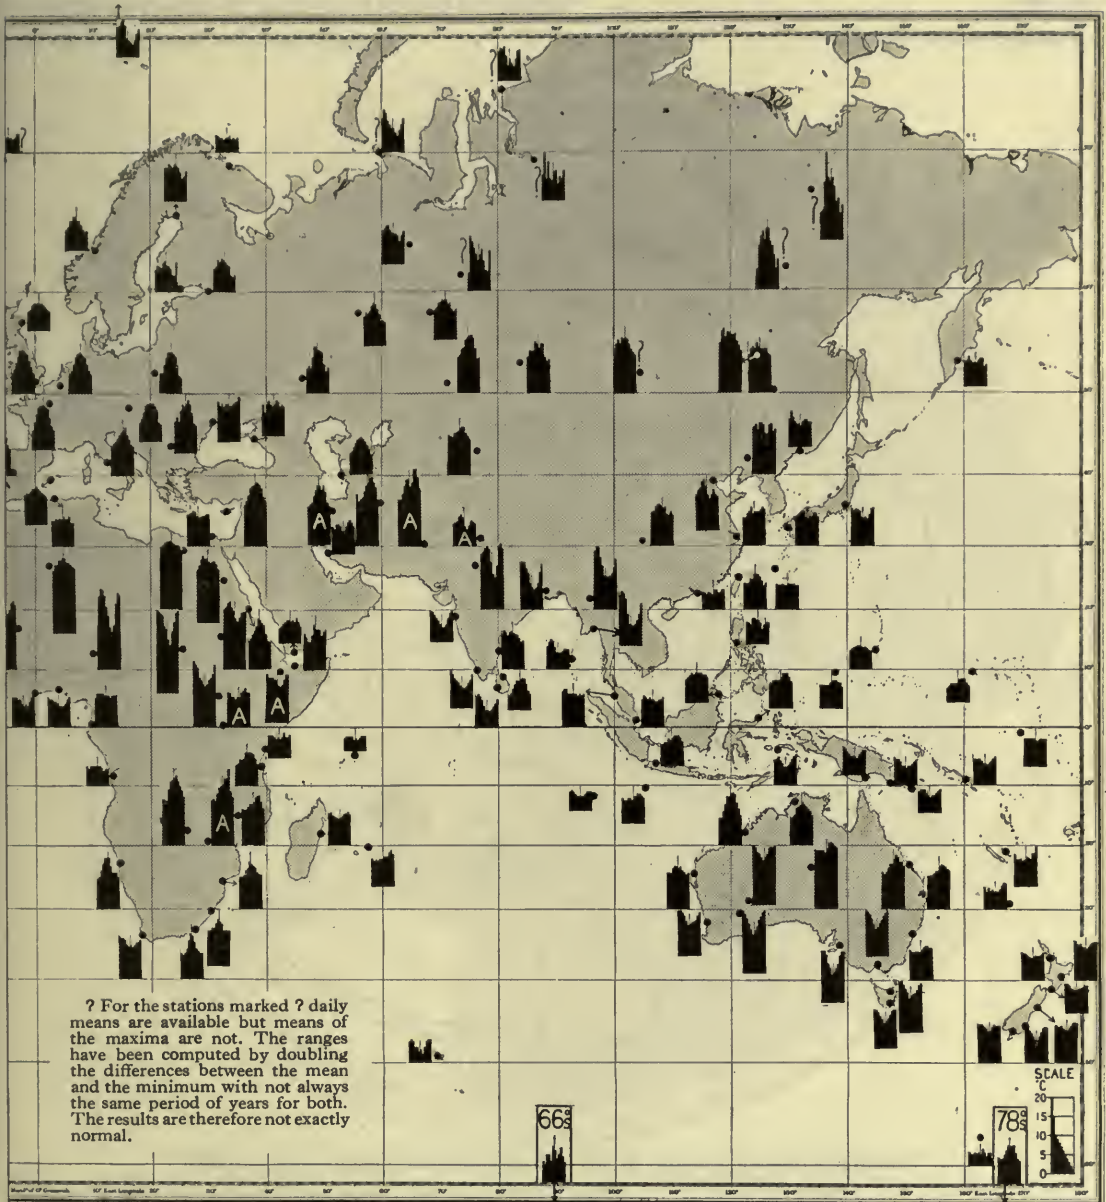 ?
?
?
?
?
?
?
?
?
A
A
A
A
A
A
? For the stations marked ? daily
means are available but means of
the maxima are not. The ranges
have been computed by doubling
the differences between the mean
and the minimum with not always
the same period of years for both.
The results are therefore not exactly
normal.
66°S
78°S
SCALE
°C
20
15
10
5
0